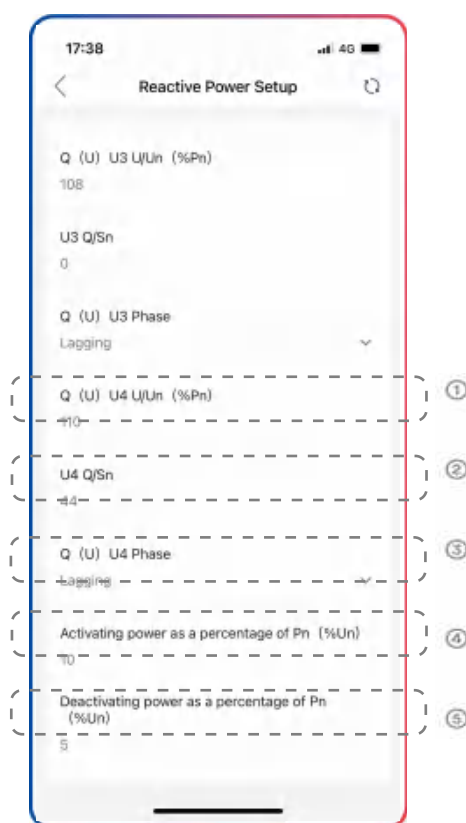 17:38
4G
Reactive Power Setup
Q (U) U3 U/Un (%Pn)
108
U3 Q/Sn
0
Q (U) U3 Phase
Lagging
Q (U) U4 U/Un (%Pn)
①
110
U4 Q/Sn
②
44
Q (U) U4 Phase
③
Lagging
Activating power as a percentage of Pn (%Un)
④
10
Deactivating power as a percentage of Pn
(%Un)
⑤
5